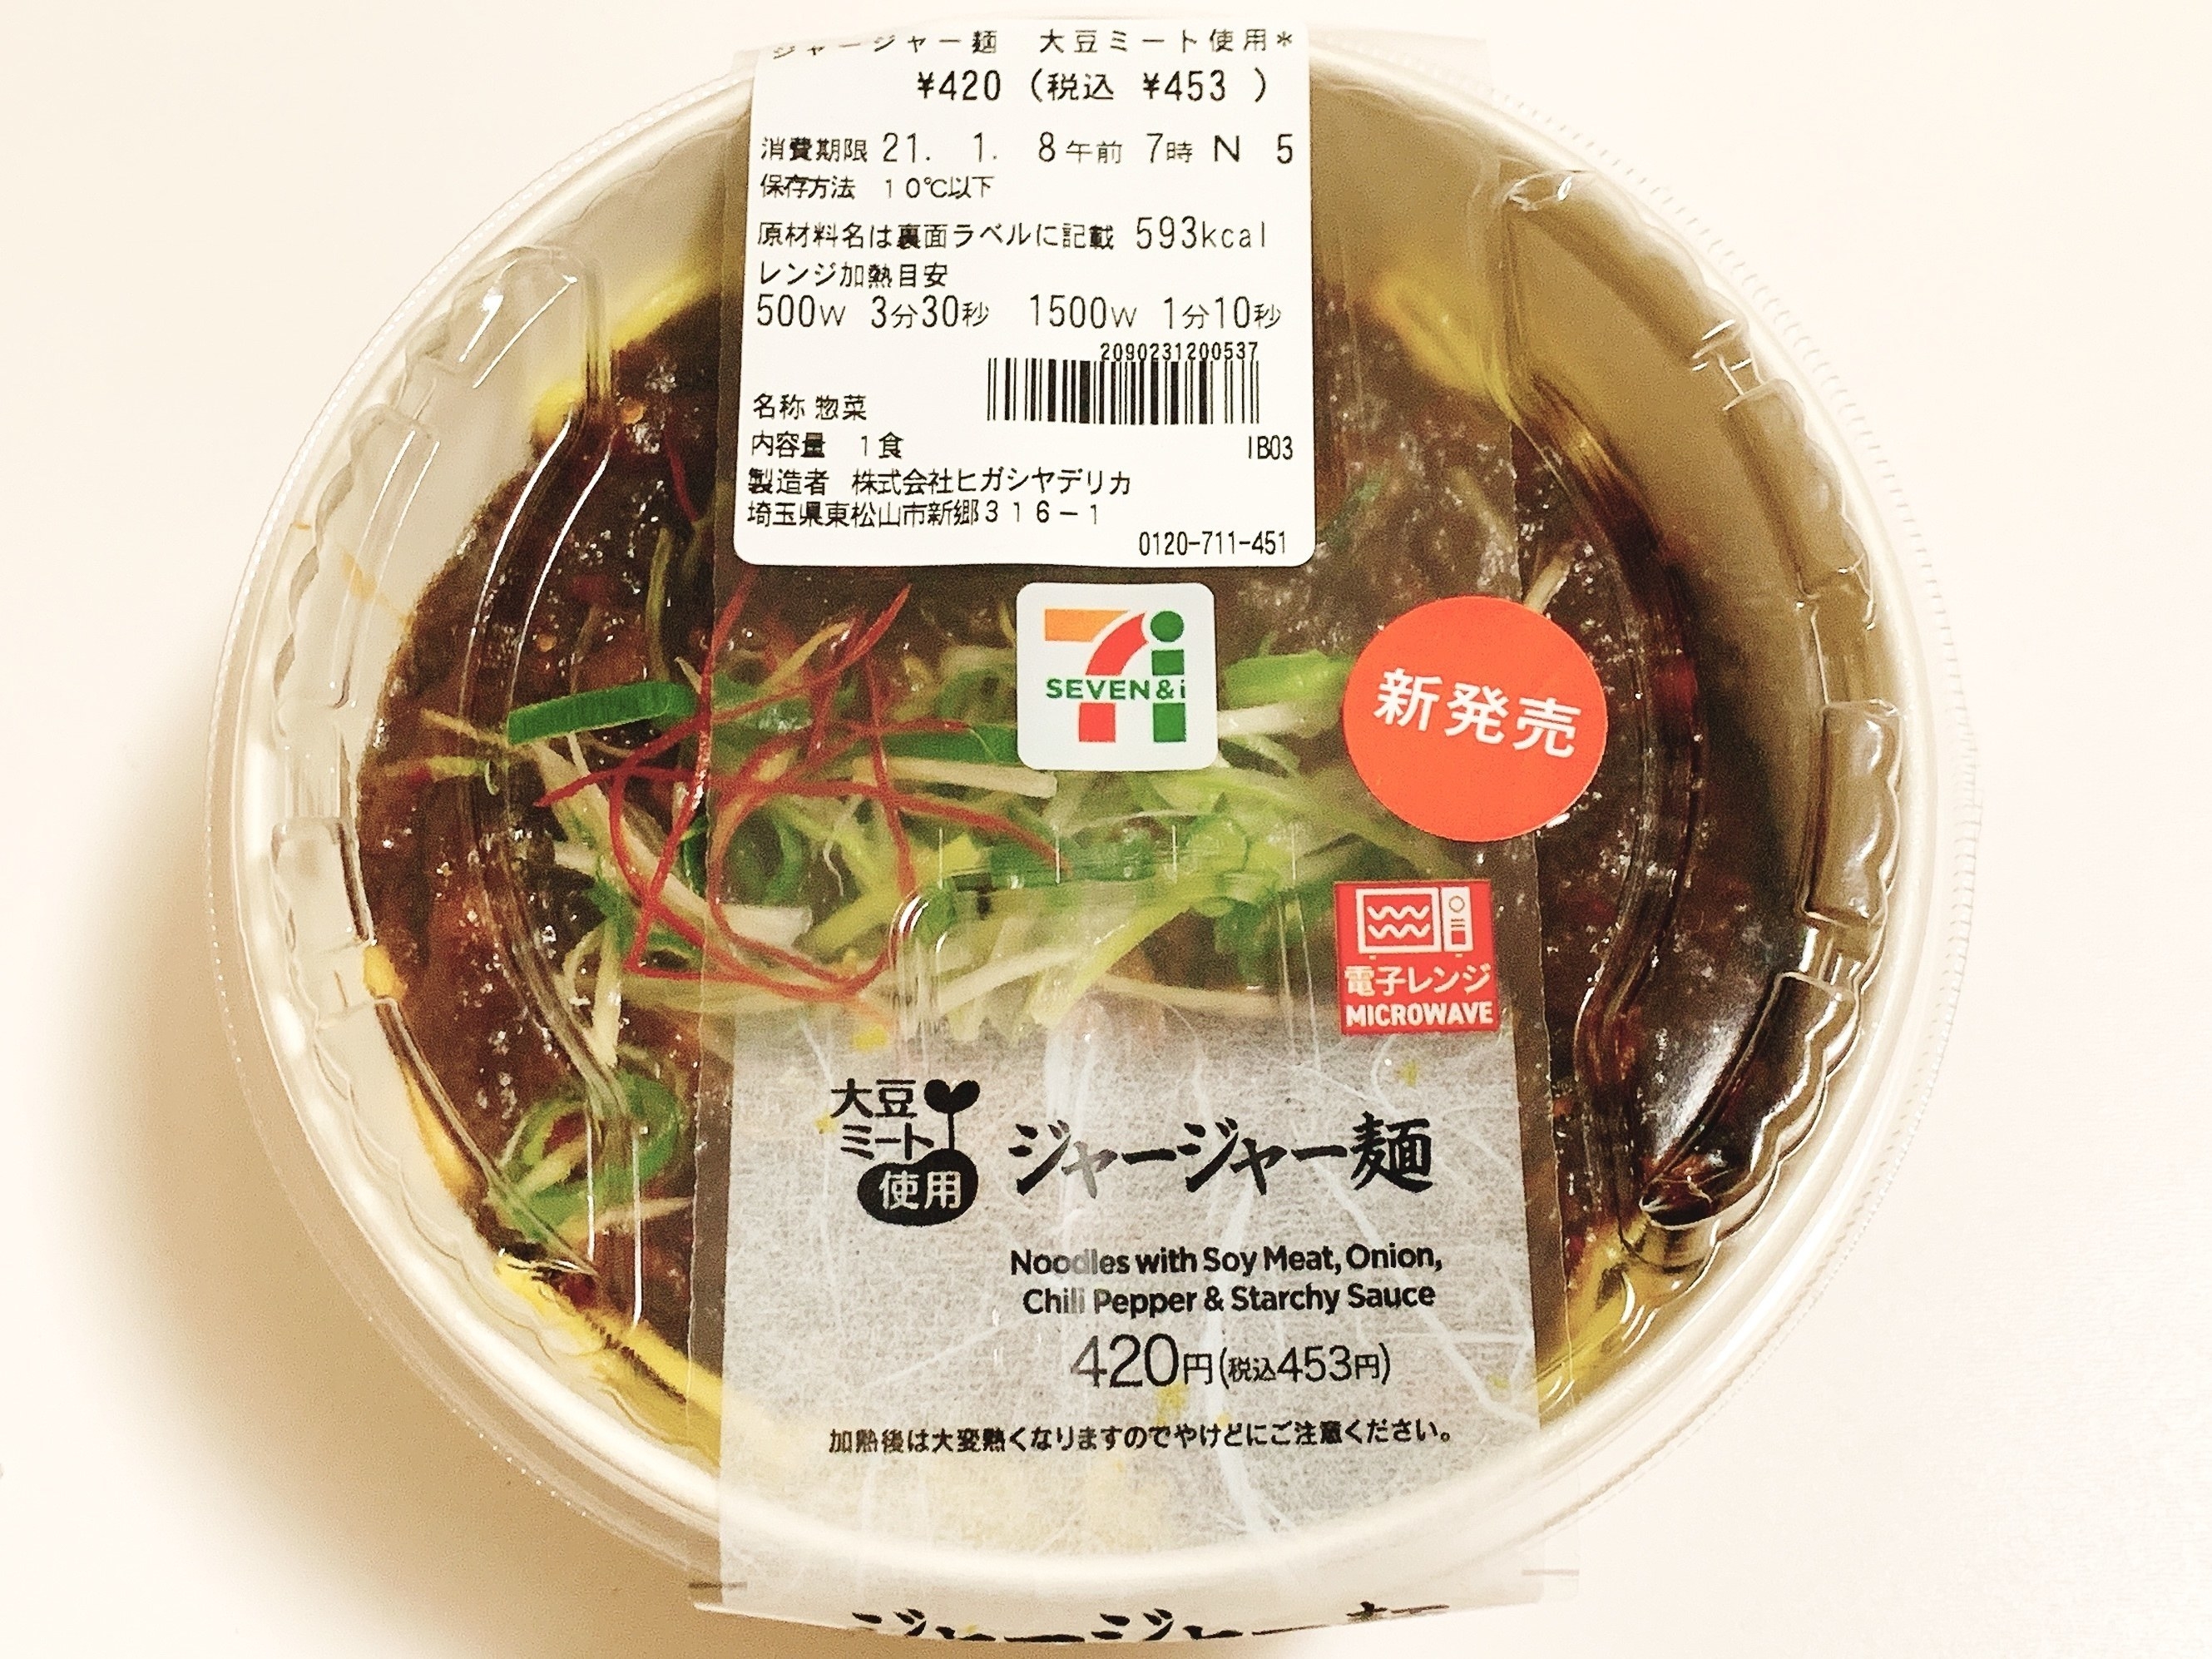 ジャージャー麺 大豆ミート使用*
¥420 (税込 ¥453 )
消費期限 21. 1. 8午前 7時 N 5
保存方法 10℃以下
原材料名は裏面ラベルに記載 593kcal
レンジ加熱目安
500W 3分30秒 1500W 1分10秒
2090231200537
名称 惣菜
内容量 1食
IB03
製造者 株式会社ヒガシヤデリカ
埼玉県東松山市新郷316-1
0120-711-451
SEVEN&i
新発売
電子レンジ
MICROWAVE
大豆
ミート
使用
ジャージャー麺
Noodles with Soy Meat, Onion,
Chili Pepper & Starchy Sauce
420円(税込453円)
加熱後は大変熱くなりますのでやけどにご注意ください。
ジャージャー麺